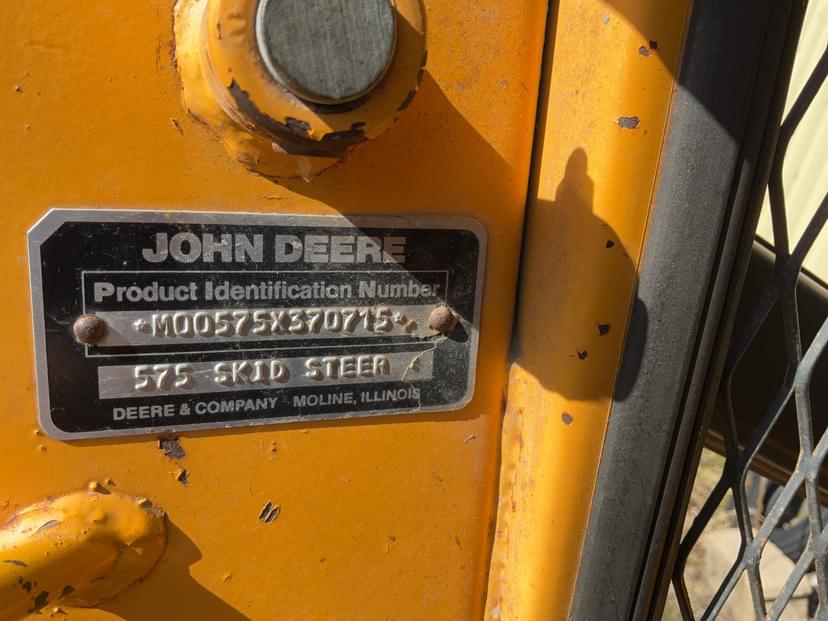 JOHN DEERE
Product Identification Number
*M00575X370715*
575 SKID STEER
DEERE & COMPANY MOLINE, ILLINOIS